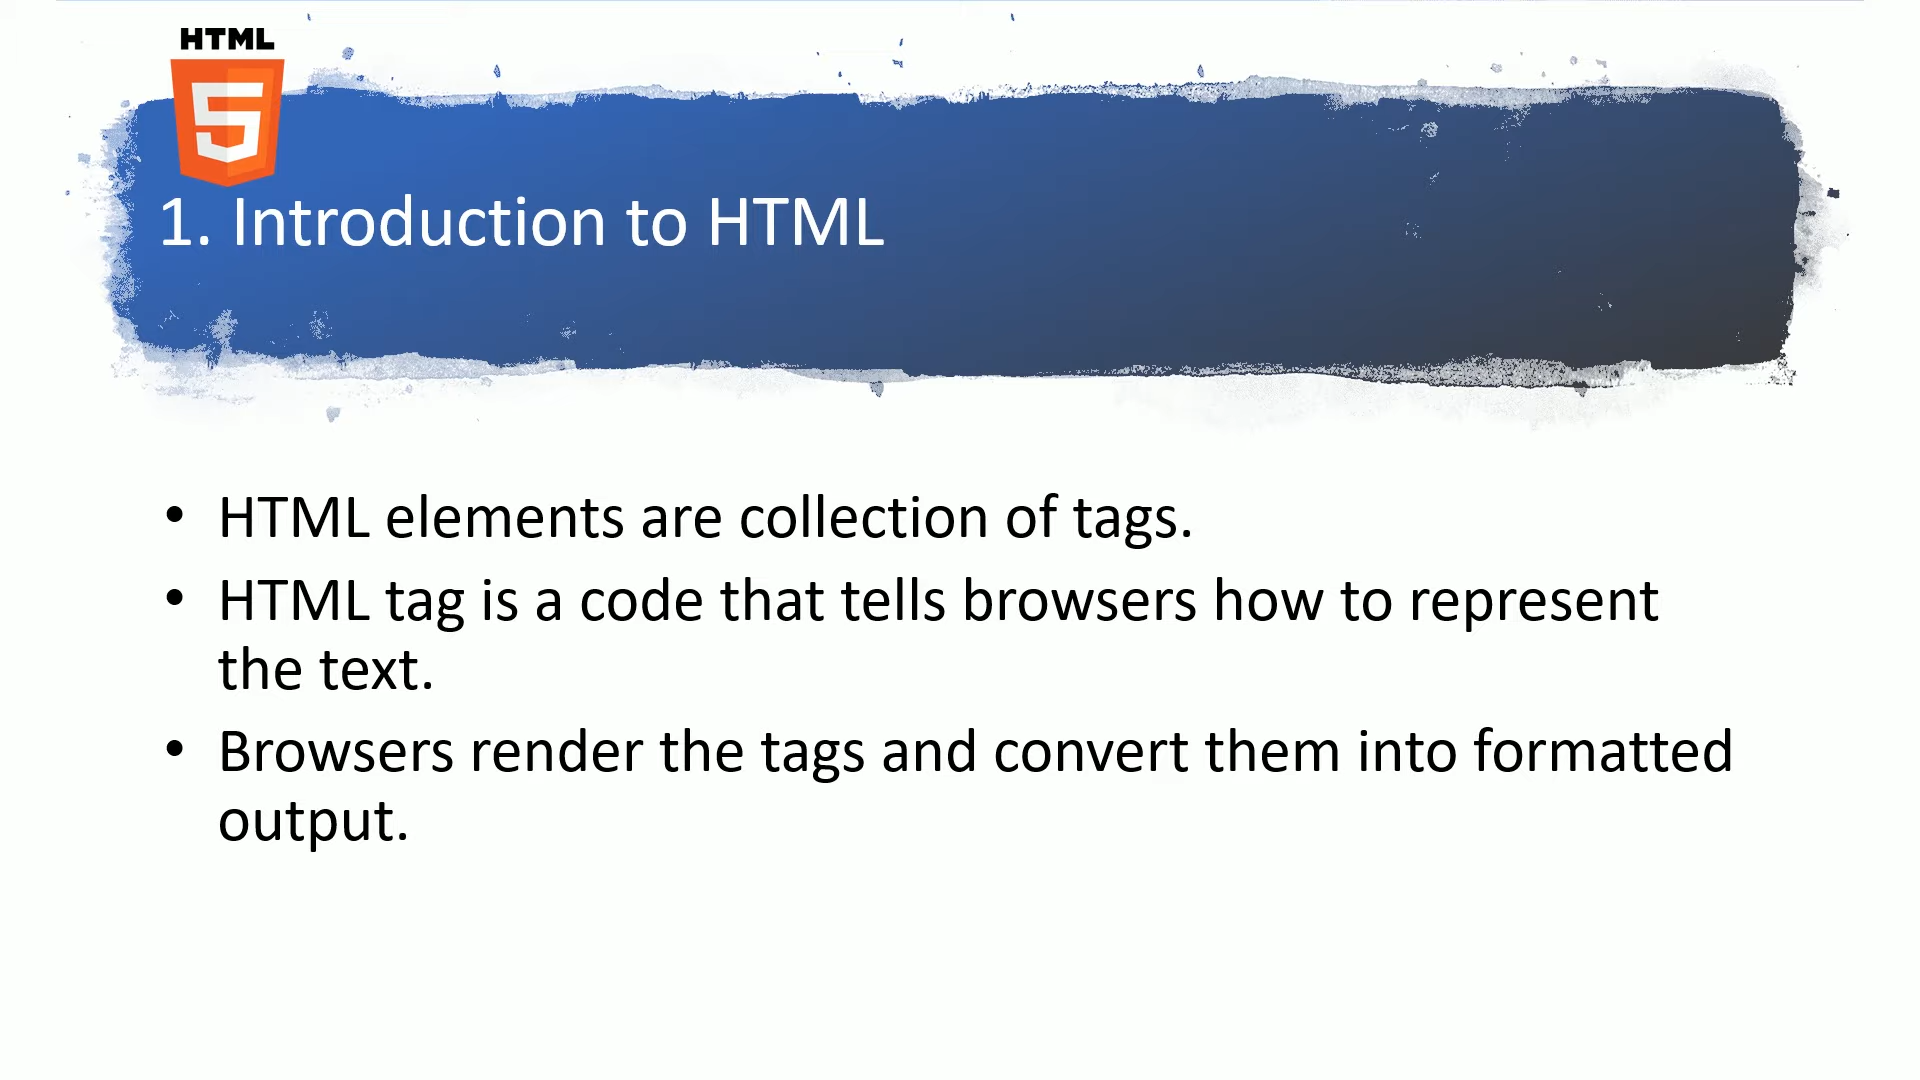 HTML
5
1. Introduction to HTML
• HTML elements are collection of tags.
• HTML tag is a code that tells browsers how to represent
the text.
• Browsers render the tags and convert them into formatted
output.